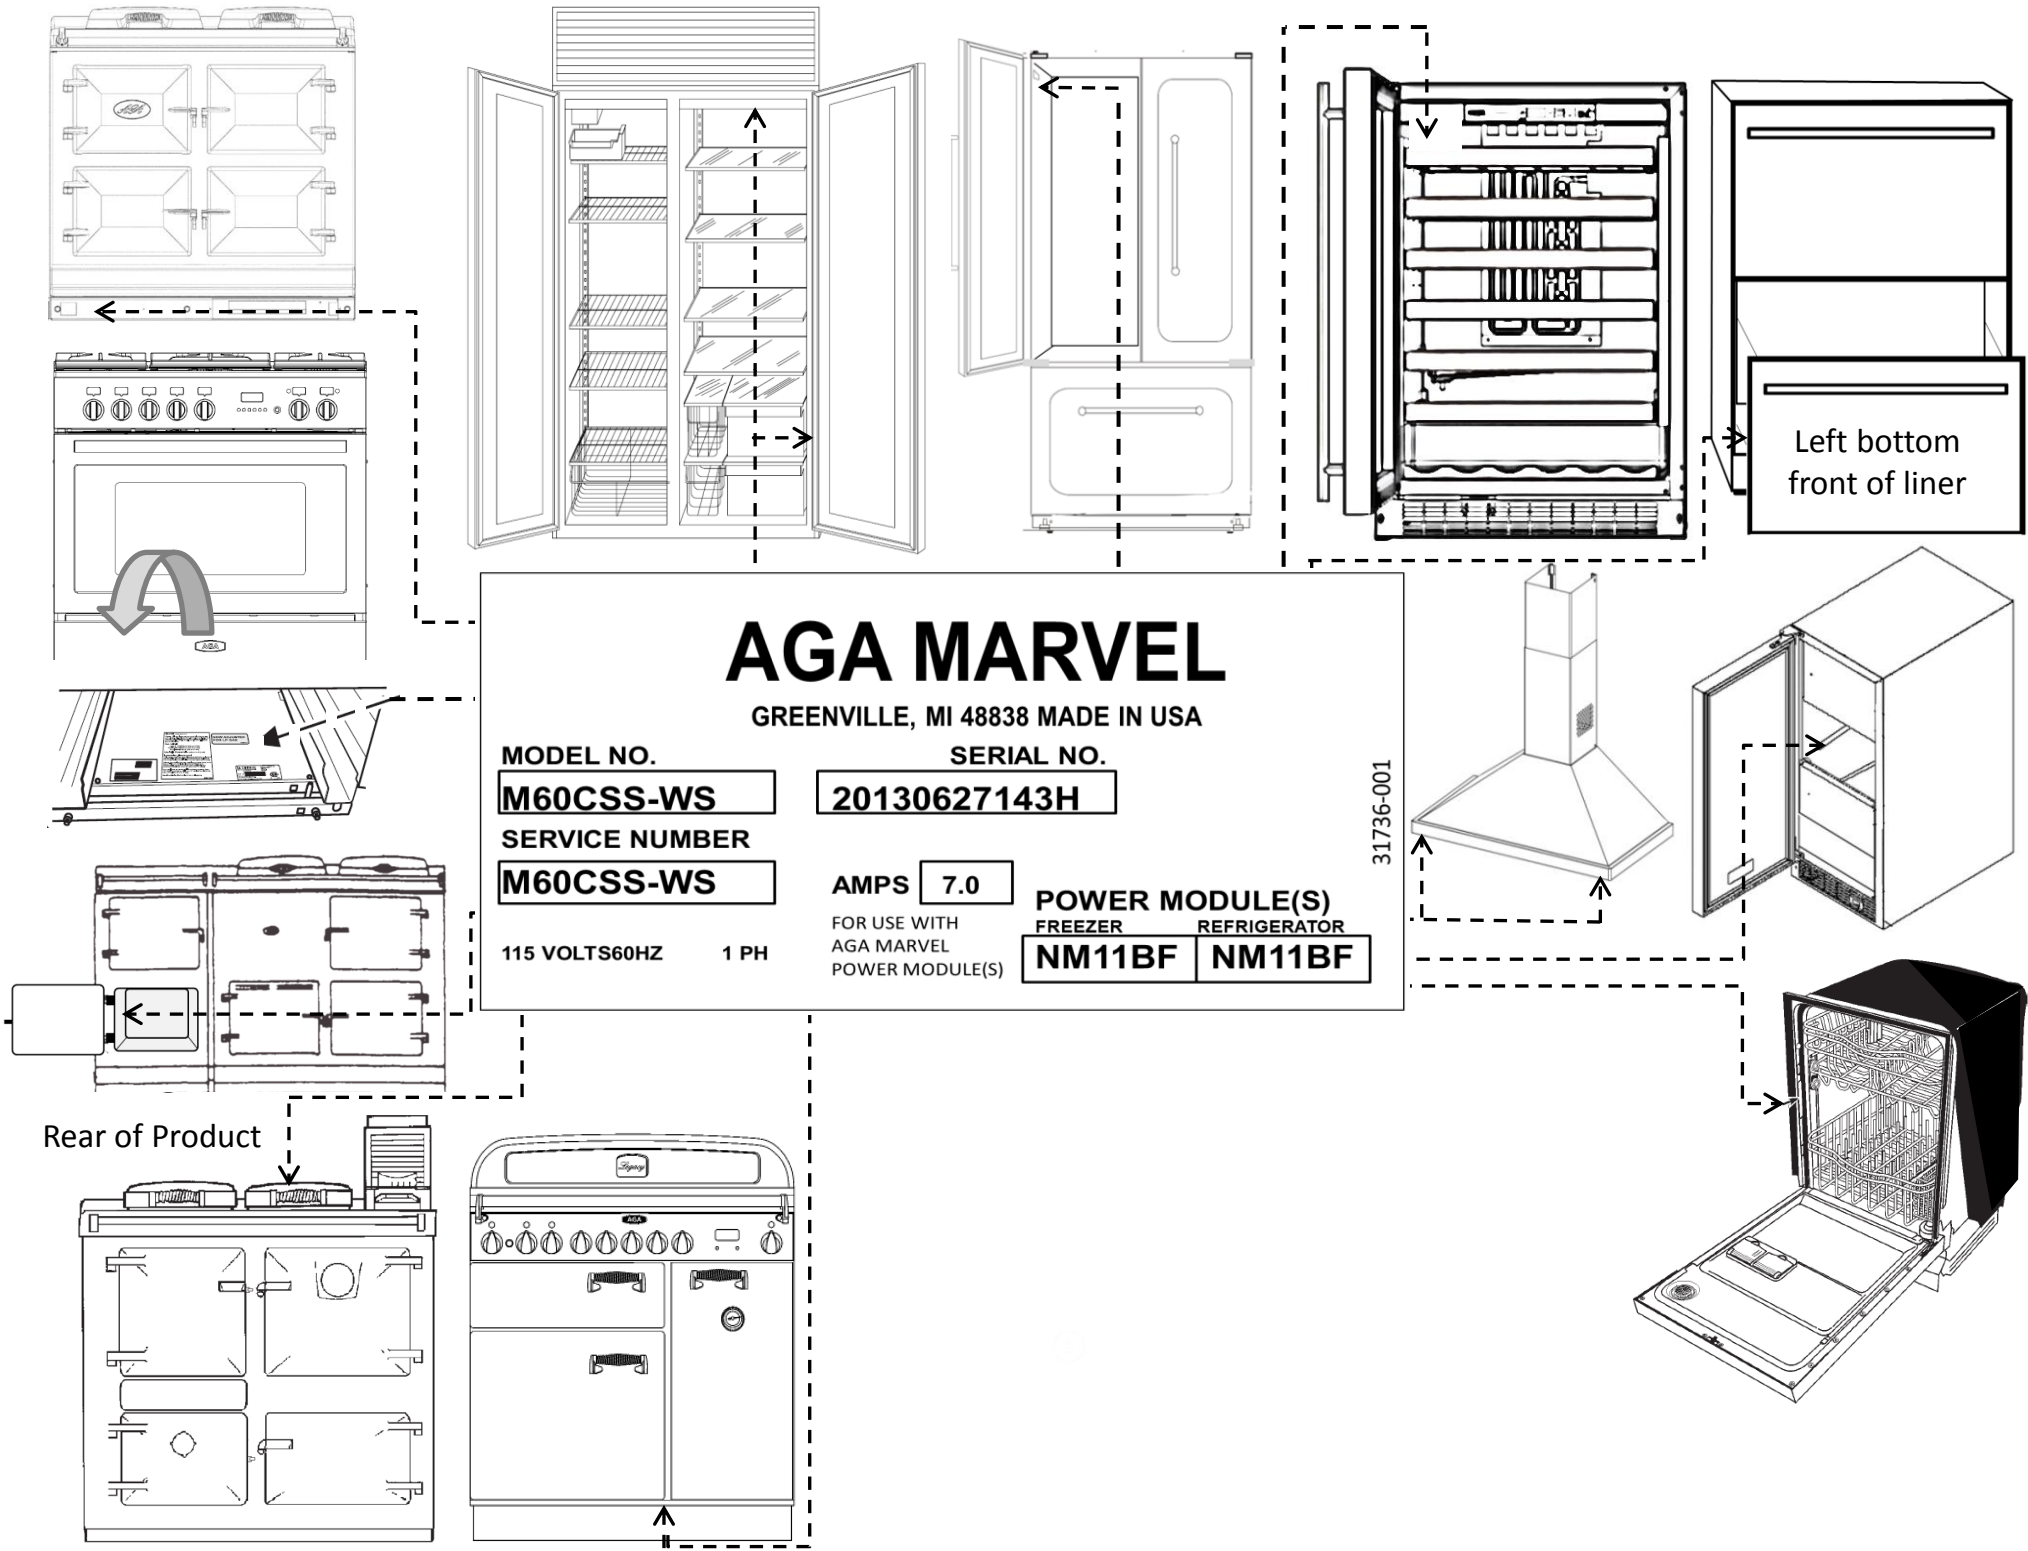 AGA
AGA
Left bottom
front of liner
AGA MARVEL
GREENVILLE, MI 48838 MADE IN USA
MODEL NO.
SERIAL NO.
M60CSS-WS
20130627143H
SERVICE NUMBER
M60CSS-WS
AMPS 7.0
115 VOLTS60HZ 1 PH
FOR USE WITH
AGA MARVEL
POWER MODULE(S)
POWER MODULE(S)
FREEZER REFRIGERATOR
NM11BF NM11BF
31736-001
Rear of Product
Legacy
AGA